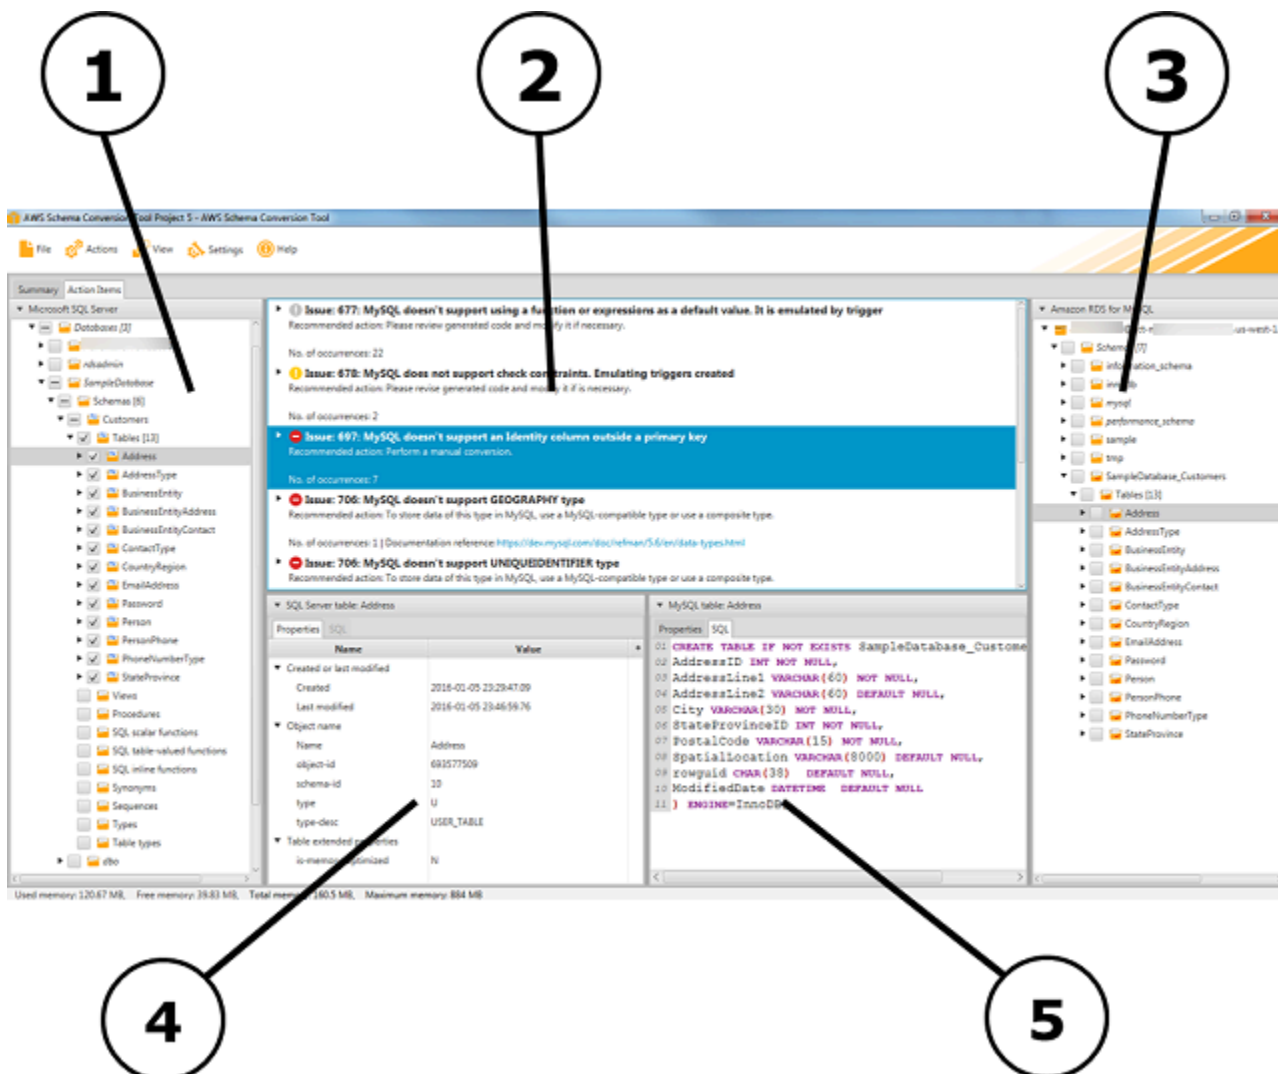 1
2
3
AWS Schema Conversion Tool Project 5 - AWS Schema Conversion Tool
File Actions View Settings Help
Summary Action Items
Microsoft SQL Server
Databases [3]
rdsadmin
SampleDatabase
Schemas [6]
Customers
Tables [13]
Address
AddressType
BusinessEntity
BusinessEntityAddress
BusinessEntityContact
ContactType
CountryRegion
EmailAddress
Password
Person
PersonPhone
PhoneNumberType
StateProvince
Views
Procedures
SQL scalar functions
SQL table-valued functions
SQL inline functions
Synonyms
Sequences
Types
Table types
dbo
Issue: 677: MySQL doesn't support using a function or expressions as a default value. It is emulated by trigger
Recommended action: Please review generated code and modify it if necessary.
No. of occurrences: 22
Issue: 678: MySQL does not support check constraints. Emulating triggers created
Recommended action: Please revise generated code and modify it if is necessary.
No. of occurrences: 2
Issue: 697: MySQL doesn't support an Identity column outside a primary key
Recommended action: Perform a manual conversion.
No. of occurrences: 7
Issue: 706: MySQL doesn't support GEOGRAPHY type
Recommended action: To store data of this type in MySQL, use a MySQL-compatible type or use a composite type.
No. of occurrences: 1 | Documentation reference: https://dev.mysql.com/doc/refman/5.6/en/data-types.html
Issue: 706: MySQL doesn't support UNIQUEIDENTIFIER type
Recommended action: To store data of this type in MySQL, use a MySQL-compatible type or use a composite type.
SQL Server table: Address
Properties SQL
Name Value
Created or last modified
Created 2016-01-05 23:29:47.09
Last modified 2016-01-05 23:46:59.76
Object name
Name Address
object-id 693577509
schema-id 10
type U
type-desc USER_TABLE
Table extended properties
is-memory-optimized N
MySQL table: Address
Properties SQL
01 CREATE TABLE IF NOT EXISTS SampleDatabase_Custome
02 AddressID INT NOT NULL,
03 AddressLine1 VARCHAR(60) NOT NULL,
04 AddressLine2 VARCHAR(60) DEFAULT NULL,
05 City VARCHAR(30) NOT NULL,
06 StateProvinceID INT NOT NULL,
07 PostalCode VARCHAR(15) NOT NULL,
08 SpatialLocation VARCHAR(8000) DEFAULT NULL,
09 rowguid CHAR(38) DEFAULT NULL,
10 ModifiedDate DATETIME DEFAULT NULL
11 ) ENGINE=InnoDB
Amazon RDS for MySQL
.us-west-1
Schemas [7]
information_schema
innodb
mysql
performance_schema
sample
tmp
SampleDatabase_Customers
Tables [13]
Address
AddressType
BusinessEntity
BusinessEntityAddress
BusinessEntityContact
ContactType
CountryRegion
EmailAddress
Password
Person
PersonPhone
PhoneNumberType
StateProvince
Used memory: 120.67 MB, Free memory: 39.83 MB, Total memory: 160.5 MB, Maximum memory: 884 MB
4
5